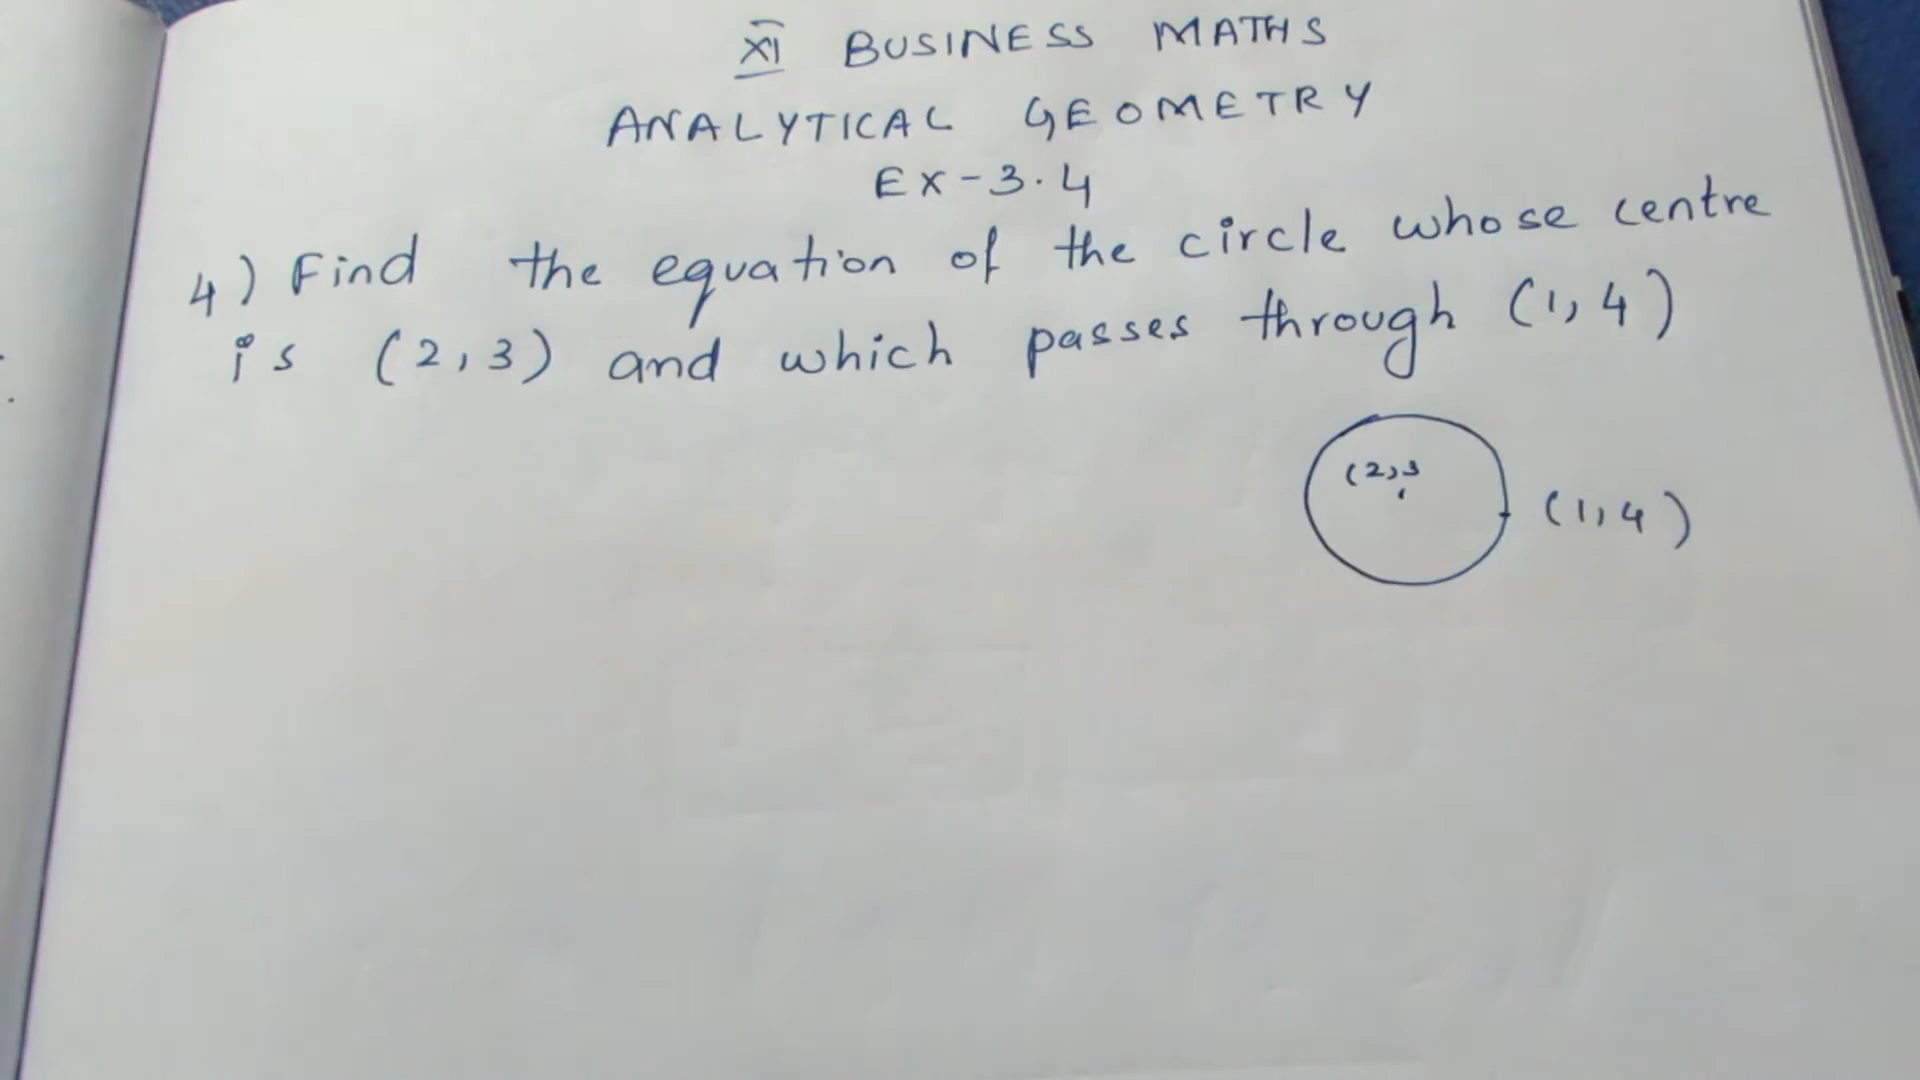 XI BUSINESS MATHS
ANALYTICAL GEOMETRY
EX-3.4
4) Find the equation of the circle whose centre
is (2,3) and which passes through (1,4)
(2,3
(1,4)